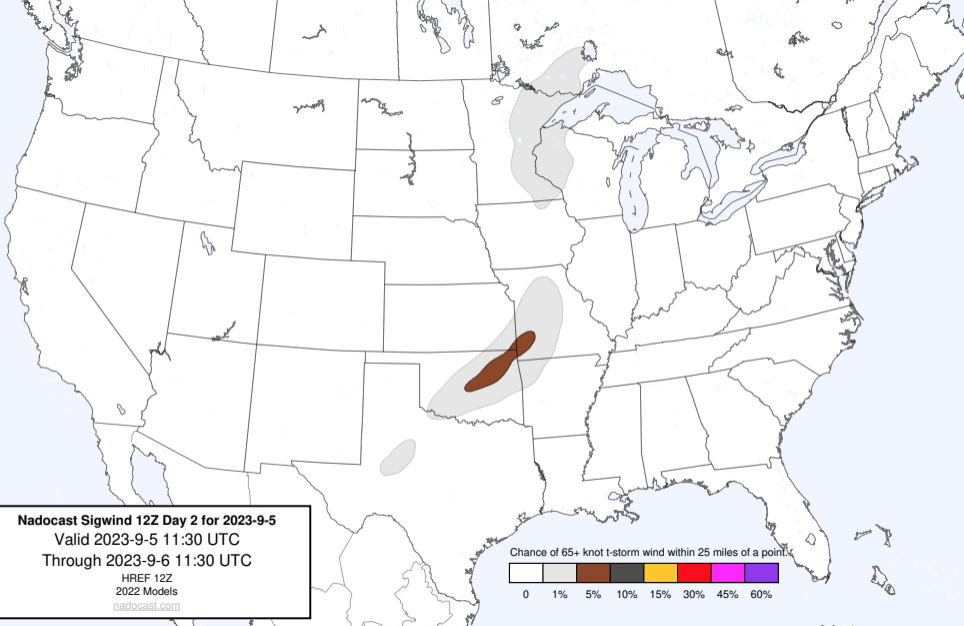 Nadocast Sigwind 12Z Day 2 for 2023-9-5
Valid 2023-9-5 11:30 UTC
Through 2023-9-6 11:30 UTC
HREF 12Z
2022 Models
nadocast.com
Chance of 65+ knot t-storm wind within 25 miles of a point.
0 1% 5% 10% 15% 30% 45% 60%